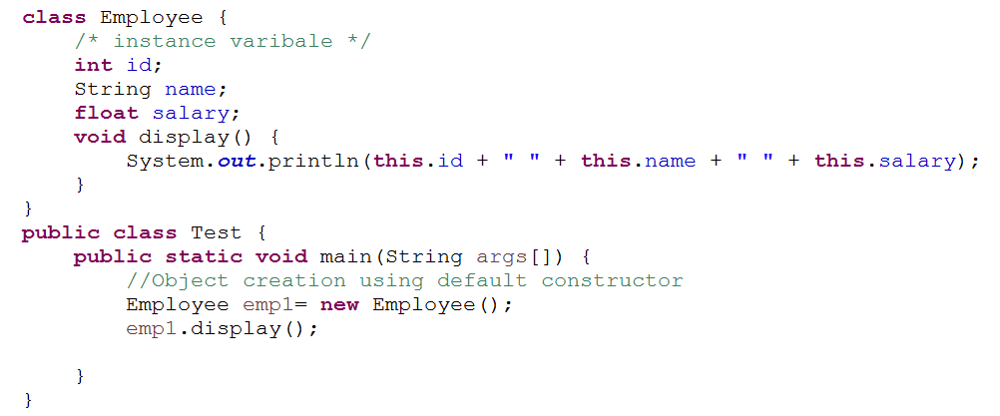 class Employee {
    /* instance varibale */
    int id;
    String name;
    float salary;
    void display() {
        System.out.println(this.id + " " + this.name + " " + this.salary);
    }
}
public class Test {
    public static void main(String args[]) {
        //Object creation using default constructor
        Employee emp1= new Employee();
        emp1.display();
    }
}